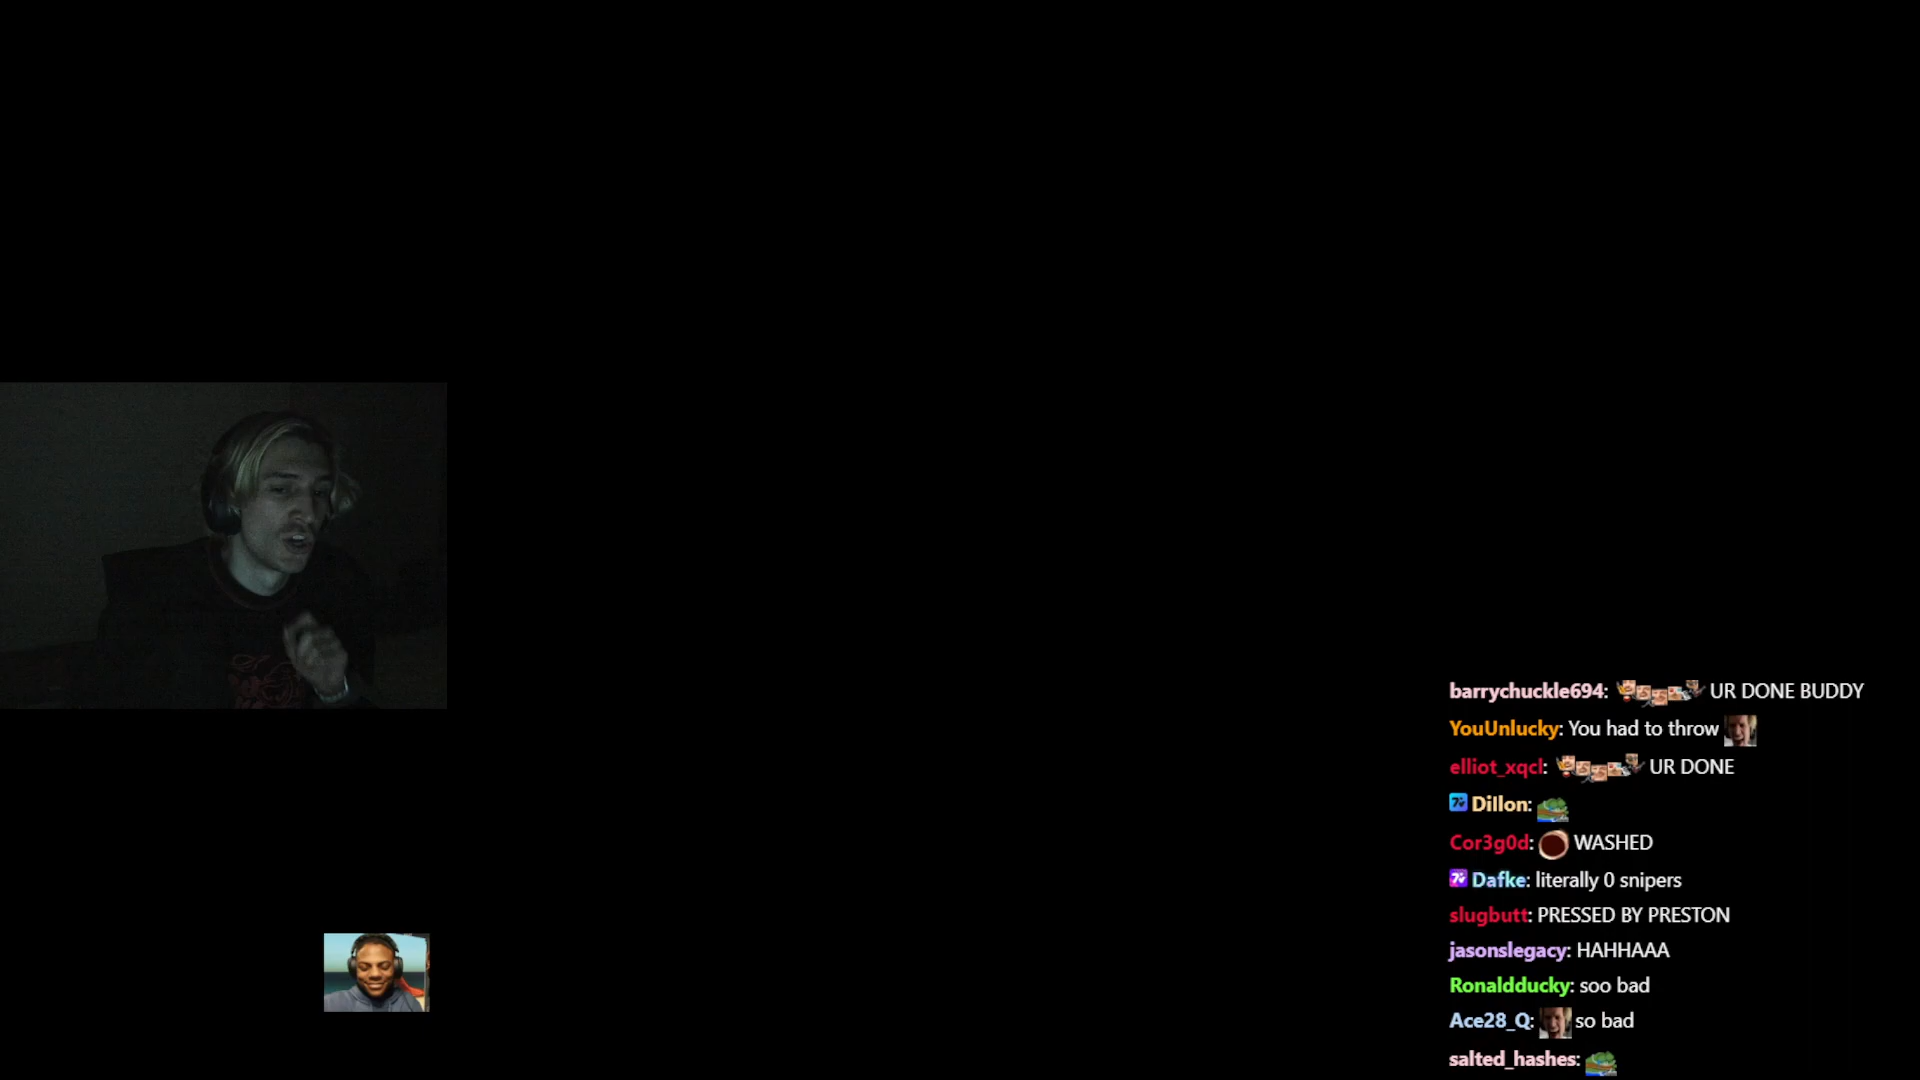 barrychuckle694: UR DONE BUDDY
YouUnlucky: You had to throw
elliot_xqcl: UR DONE
Dillon:
Cor3g0d: WASHED
Dafke: literally 0 snipers
slugbutt: PRESSED BY PRESTON
jasonslegacy: HAHHAAA
Ronaldducky: soo bad
Ace28_Q: so bad
salted_hashes: